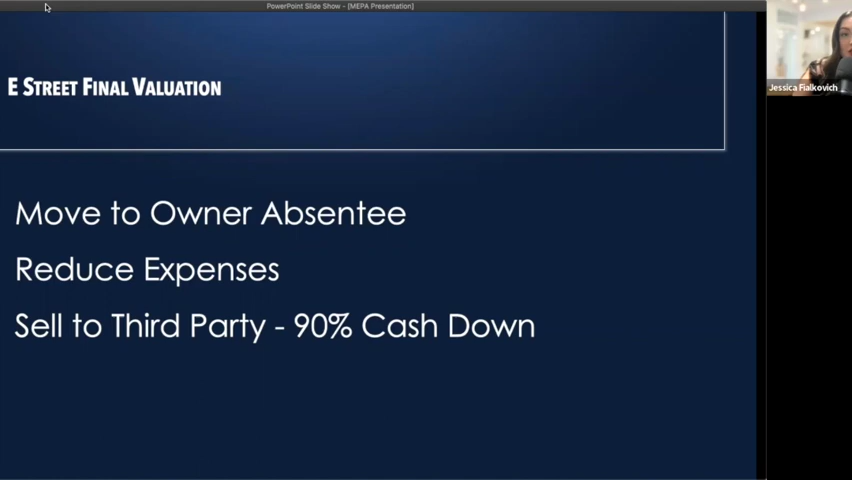 PowerPoint Slide Show - [MEPA Presentation]
E Street Final Valuation
Jessica Fialkovich
Move to Owner Absentee
Reduce Expenses
Sell to Third Party - 90% Cash Down